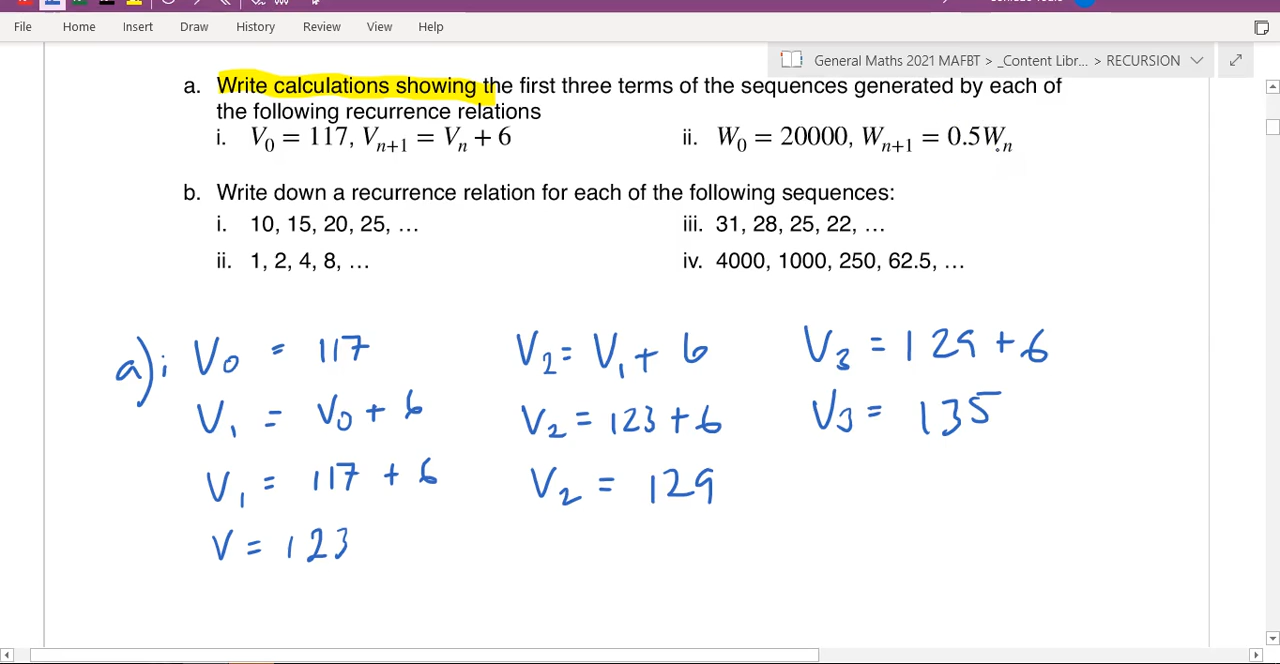 File Home Insert Draw History Review View Help
General Maths 2021 MAFBT > _Content Libr... > RECURSION
a. Write calculations showing the first three terms of the sequences generated by each of
the following recurrence relations
i. V₀ = 117, Vₙ₊₁ = Vₙ + 6
ii. W₀ = 20000, Wₙ₊₁ = 0.5Wₙ
b. Write down a recurrence relation for each of the following sequences:
i. 10, 15, 20, 25, …
iii. 31, 28, 25, 22, …
ii. 1, 2, 4, 8, …
iv. 4000, 1000, 250, 62.5, …
a) i V₀ = 117
V₁ = V₀ + 6
V₁ = 117 + 6
V = 123
V₂ = V₁ + 6
V₂ = 123 + 6
V₂ = 129
V₃ = 129 + 6
V₃ = 135